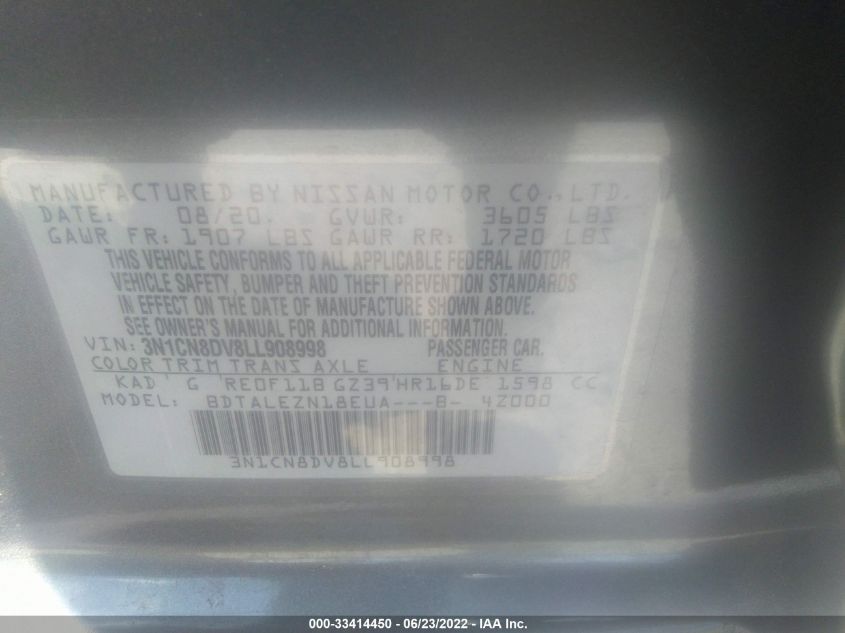 MANUFACTURED BY NISSAN MOTOR CO., LTD.
DATE: 08/20. GVWR: 3605 LBS
GAWR FR: 1907 LBS GAWR RR: 1720 LBS
THIS VEHICLE CONFORMS TO ALL APPLICABLE FEDERAL MOTOR
VEHICLE SAFETY, BUMPER AND THEFT PREVENTION STANDARDS
IN EFFECT ON THE DATE OF MANUFACTURE SHOWN ABOVE.
SEE OWNER'S MANUAL FOR ADDITIONAL INFORMATION.
VIN: 3N1CN8DV8LL908998 PASSENGER CAR.
COLOR TRIM TRANS AXLE ENGINE
KAD G RE0F11B GZ39 HR16DE 1598 CC
MODEL: BDTALEZN18EUA---B- 4Z000
3N1CN8DV8LL908998
000-33414450 - 06/23/2022 - IAA Inc.